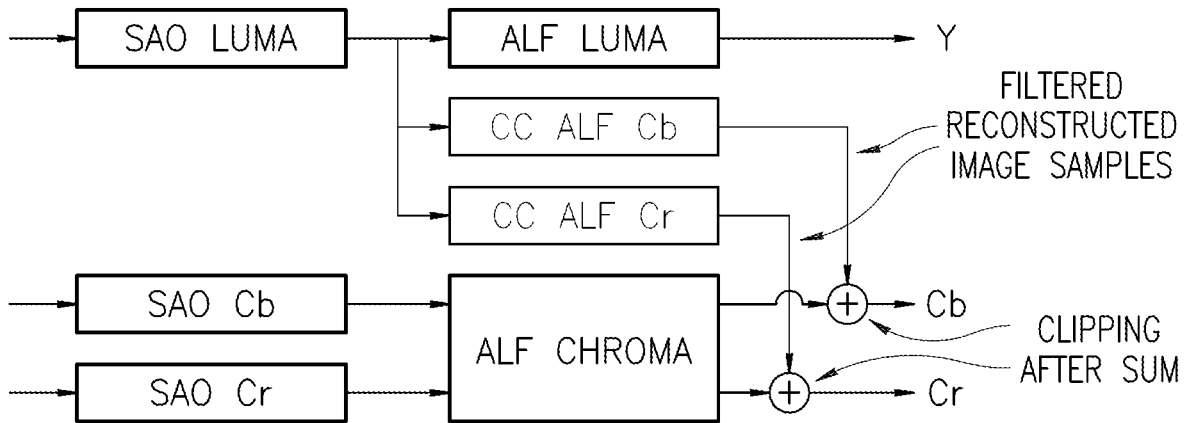 SAO LUMA
ALF LUMA
Y
CC ALF Cb
CC ALF Cr
FILTERED
RECONSTRUCTED
IMAGE SAMPLES
SAO Cb
SAO Cr
ALF CHROMA
+
Cb
+
Cr
CLIPPING
AFTER SUM